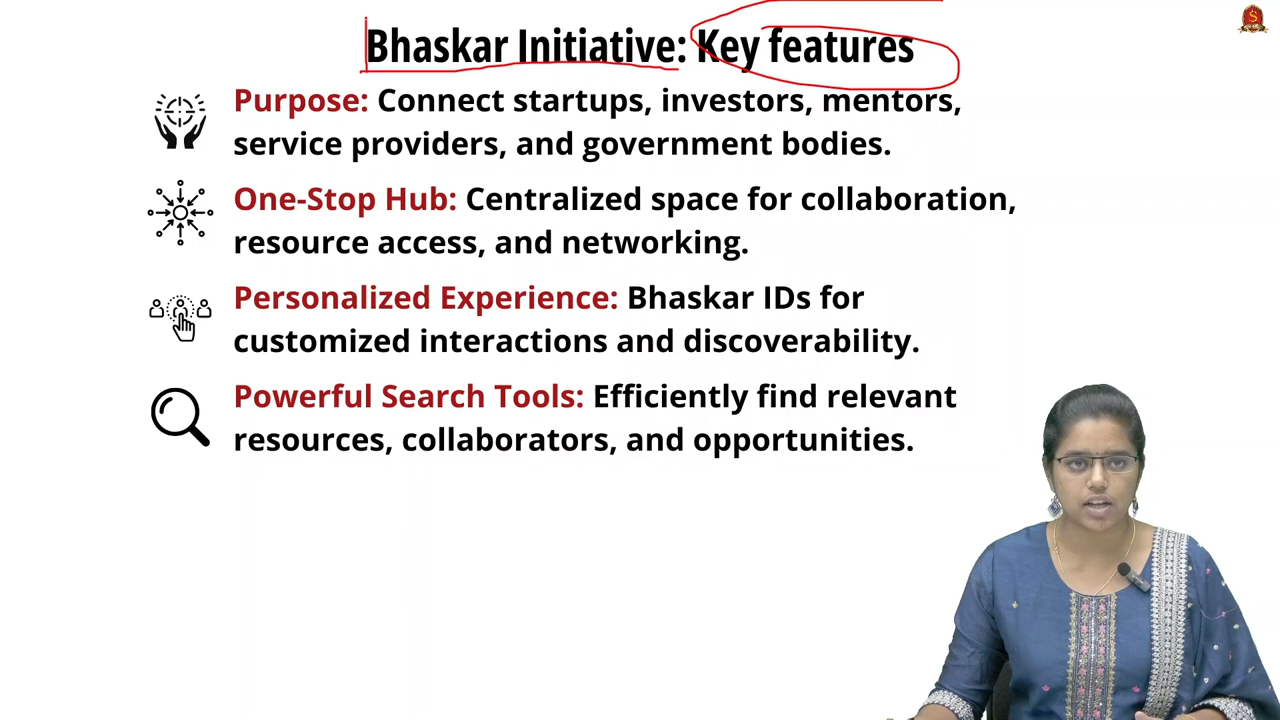 Bhaskar Initiative: Key features
Purpose: Connect startups, investors, mentors,
service providers, and government bodies.
One-Stop Hub: Centralized space for collaboration,
resource access, and networking.
Personalized Experience: Bhaskar IDs for
customized interactions and discoverability.
Powerful Search Tools: Efficiently find relevant
resources, collaborators, and opportunities.